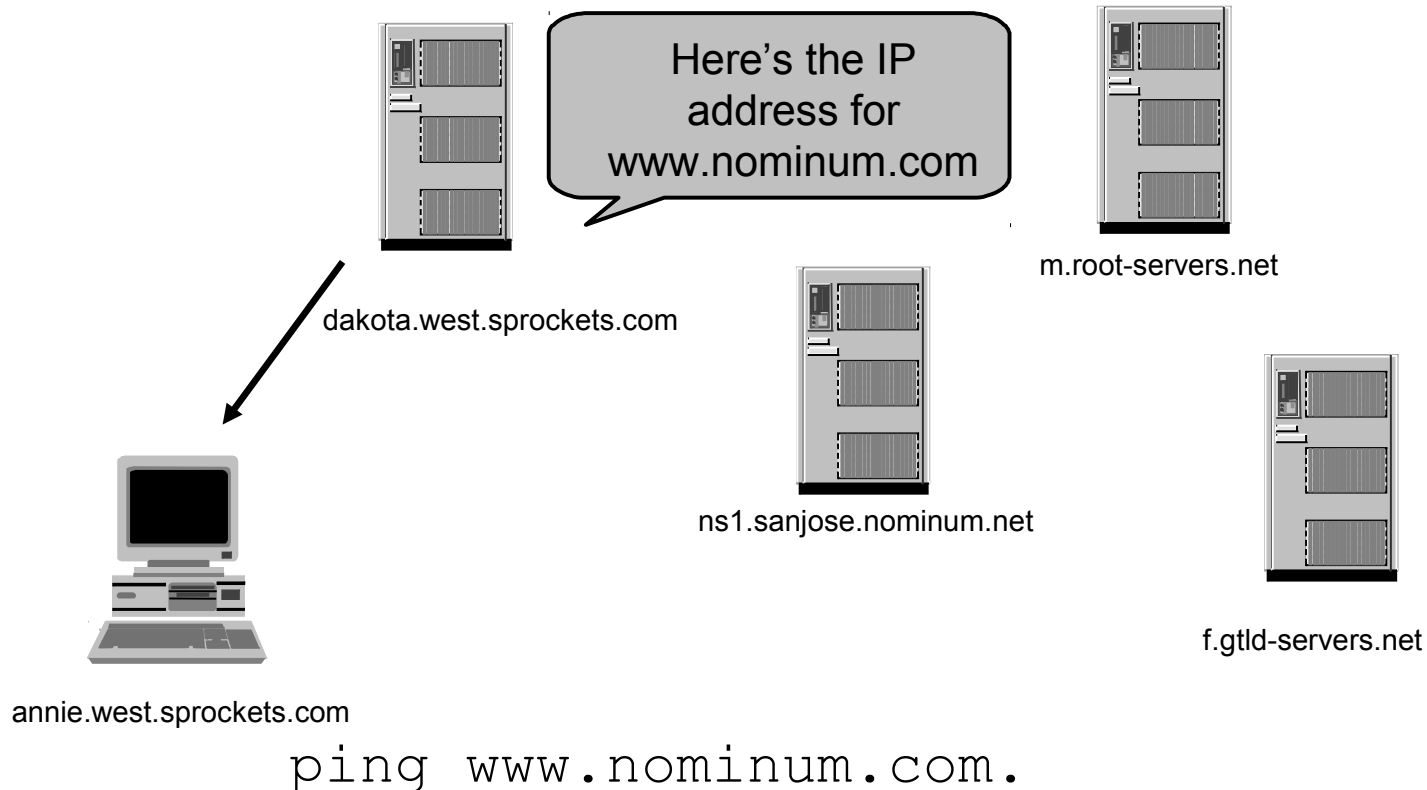 Here’s the IP
address for
www.nominum.com
m.root-servers.net
dakota.west.sprockets.com
ns1.sanjose.nominum.net
f.gtld-servers.net
annie.west.sprockets.com
ping www.nominum.com.